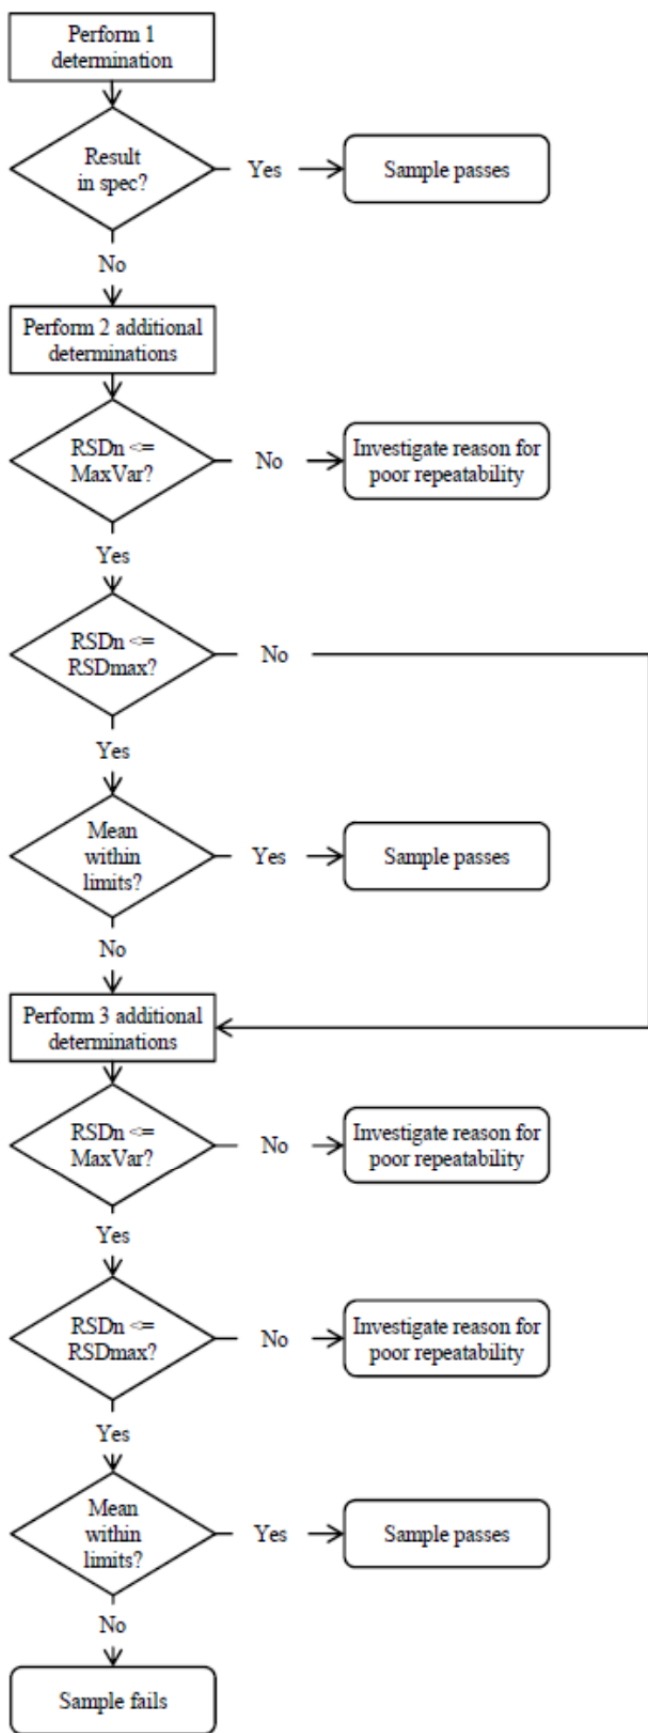 Perform 1
determination
Result
in spec?
Yes
Sample passes
No
Perform 2 additional
determinations
RSDn <=
MaxVar?
No
Investigate reason for
poor repeatability
Yes
RSDn <=
RSDmax?
No
Yes
Mean
within
limits?
Yes
Sample passes
No
Perform 3 additional
determinations
RSDn <=
MaxVar?
No
Investigate reason for
poor repeatability
Yes
RSDn <=
RSDmax?
No
Investigate reason for
poor repeatability
Yes
Mean
within
limits?
Yes
Sample passes
No
Sample fails